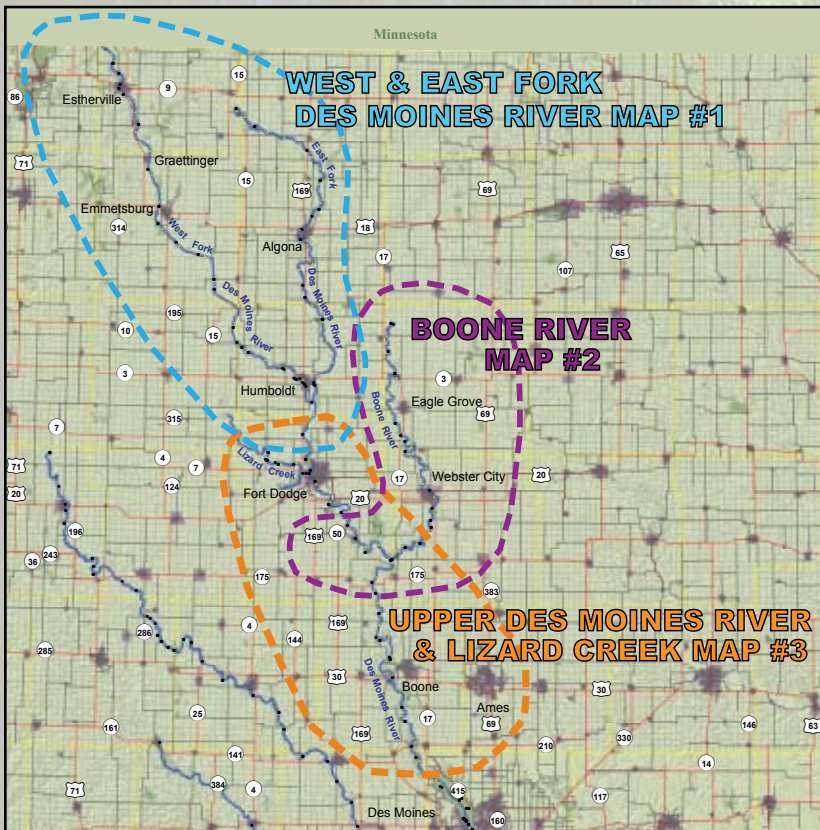 Minnesota
WEST & EAST FORK
DES MOINES RIVER MAP #1
15
9
86
Estherville
East Fork
71
Graettinger
15
169
69
Emmetsburg
314
West Fork
18
Algona
65
17
107
Des Moines River
Des Moines River
195
10
15
BOONE RIVER
MAP #2
3
3
Humboldt
Boone River
Eagle Grove
69
315
7
4
7
Lizard Creek
71
17
Webster City
20
124
20
Fort Dodge
20
196
169
50
243
36
175
175
383
UPPER DES MOINES RIVER
& LIZARD CREEK MAP #3
169
4
286
144
285
Des Moines River
30
Boone
30
Ames
25
17
69
161
169
146
63
330
210
141
14
384
4
71
415
117
Des Moines
160